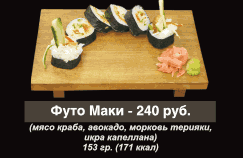 Футо Маки - 240 руб.
(мясо краба, авокадо, морковь терияки,
икра капеллана)
153 гр. (171 ккал)